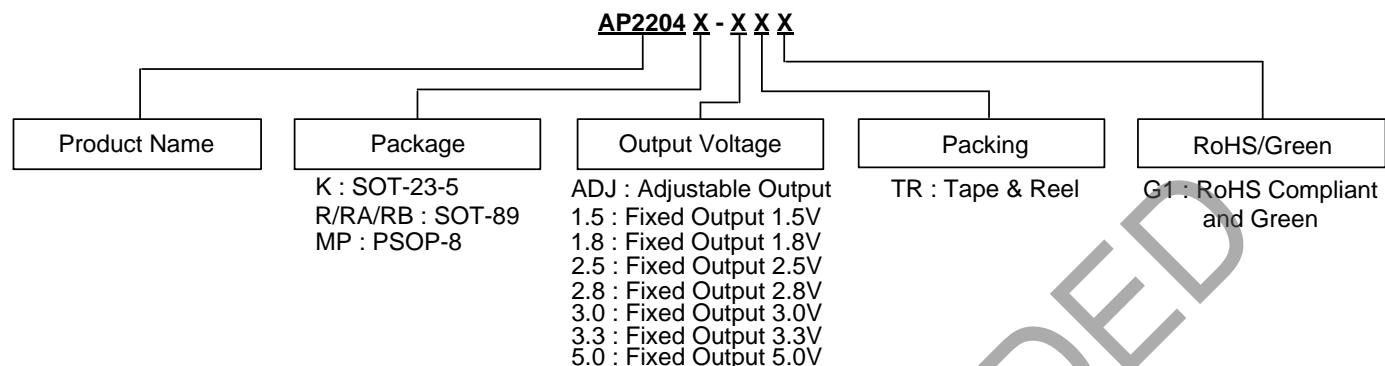 AP2204 X - X X X
Product Name
Package
Output Voltage
Packing
RoHS/Green
K : SOT-23-5
R/RA/RB : SOT-89
MP : PSOP-8
ADJ : Adjustable Output
1.5 : Fixed Output 1.5V
1.8 : Fixed Output 1.8V
2.5 : Fixed Output 2.5V
2.8 : Fixed Output 2.8V
3.0 : Fixed Output 3.0V
3.3 : Fixed Output 3.3V
5.0 : Fixed Output 5.0V
TR : Tape & Reel
G1 : RoHS Compliant
and Green
DED